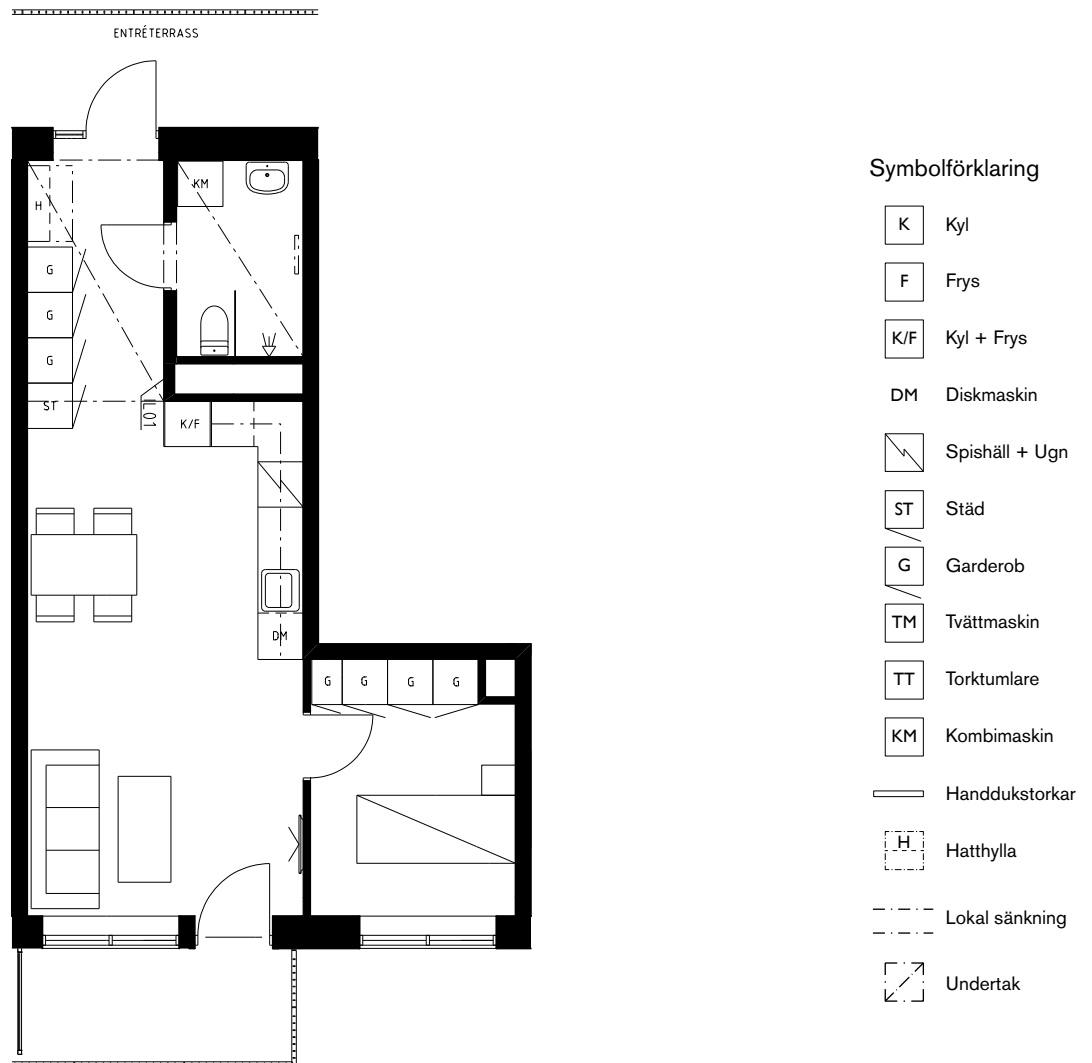 ENTRÉTERRASS
KM
H
G
G
G
ST
IL01
K/F
DM
G
G
G
G
Symbolförklaring
K Kyl
F Frys
K/F Kyl + Frys
DM Diskmaskin
Spishäll + Ugn
ST Städ
G Garderob
TM Tvättmaskin
TT Torktumlare
KM Kombimaskin
Handdukstorkar
H Hatthylla
Lokal sänkning
Undertak